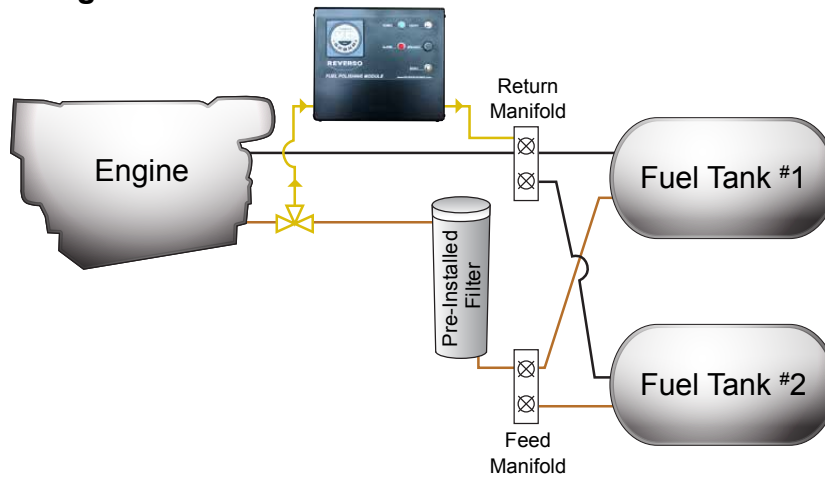 REVERSO
FUEL POLISHING MODULE
Return
Manifold
Engine
Fuel Tank #1
Pre-Installed
Filter
Fuel Tank #2
Feed
Manifold